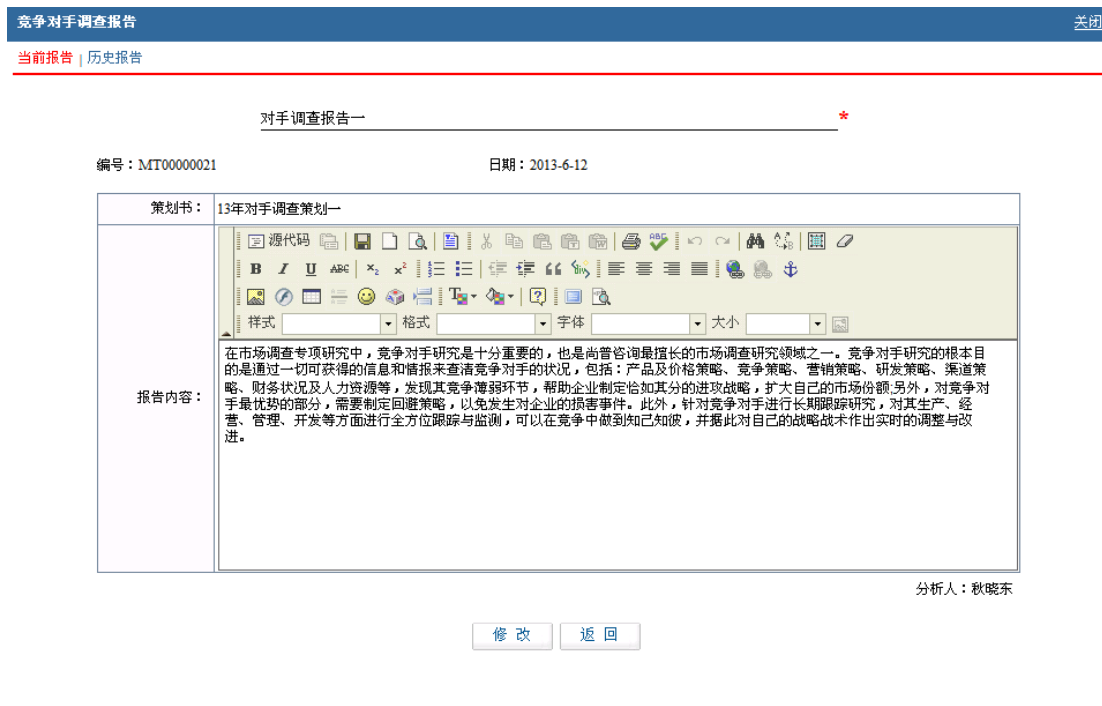 竞争对手调查报告 关闭
当前报告 | 历史报告
对手调查报告一 *
编号：MT00000021 日期：2013-6-12
策划书： 13年对手调查策划一
源代码
样式 格式 字体 大小
报告内容：
在市场调查专项研究中，竞争对手研究是十分重要的，也是尚普咨询最擅长的市场调查研究领域之一。竞争对手研究的根本目
的是通过一切可获得的信息和情报来查清竞争对手的状况，包括：产品及价格策略、竞争策略、营销策略、研发策略、渠道策
略、财务状况及人力资源等，发现其竞争薄弱环节，帮助企业制定恰如其分的进攻战略，扩大自己的市场份额;另外，对竞争对
手最优势的部分，需要制定回避策略，以免发生对企业的损害事件。此外，针对竞争对手进行长期跟踪研究，对其生产、经
营、管理、开发等方面进行全方位跟踪与监测，可以在竞争中做到知己知彼，并据此对自己的战略战术作出实时的调整与改
进。
分析人：秋晓东
修 改 返 回